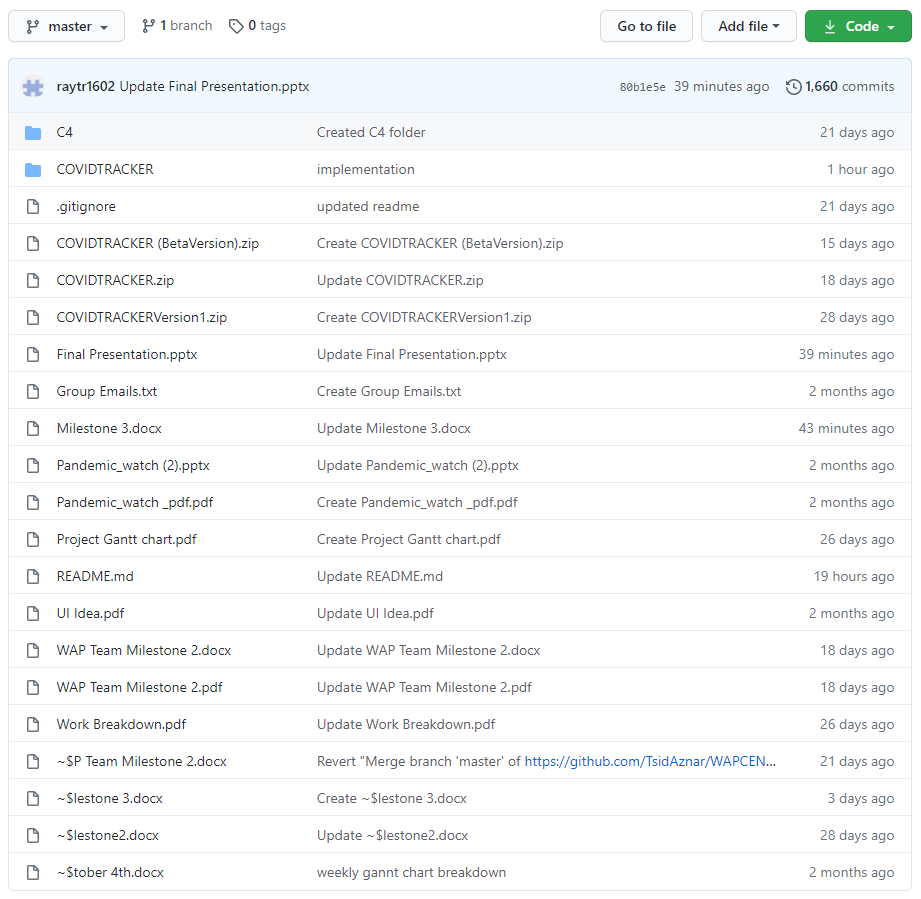 master 1 branch 0 tags Go to file Add file Code
raytr1602 Update Final Presentation.pptx 80b1e5e 39 minutes ago 1,660 commits
C4 Created C4 folder 21 days ago
COVIDTRACKER implementation 1 hour ago
.gitignore updated readme 21 days ago
COVIDTRACKER (BetaVersion).zip Create COVIDTRACKER (BetaVersion).zip 15 days ago
COVIDTRACKER.zip Update COVIDTRACKER.zip 18 days ago
COVIDTRACKERVersion1.zip Create COVIDTRACKERVersion1.zip 28 days ago
Final Presentation.pptx Update Final Presentation.pptx 39 minutes ago
Group Emails.txt Create Group Emails.txt 2 months ago
Milestone 3.docx Update Milestone 3.docx 43 minutes ago
Pandemic_watch (2).pptx Update Pandemic_watch (2).pptx 2 months ago
Pandemic_watch _pdf.pdf Create Pandemic_watch _pdf.pdf 2 months ago
Project Gantt chart.pdf Create Project Gantt chart.pdf 26 days ago
README.md Update README.md 19 hours ago
UI Idea.pdf Update UI Idea.pdf 2 months ago
WAP Team Milestone 2.docx Update WAP Team Milestone 2.docx 18 days ago
WAP Team Milestone 2.pdf Update WAP Team Milestone 2.pdf 18 days ago
Work Breakdown.pdf Update Work Breakdown.pdf 26 days ago
~$P Team Milestone 2.docx Revert "Merge branch 'master' of https://github.com/TsidAznar/WAPCEN... 21 days ago
~$lestone 3.docx Create ~$lestone 3.docx 3 days ago
~$lestone2.docx Update ~$lestone2.docx 28 days ago
~$tober 4th.docx weekly gannt chart breakdown 2 months ago